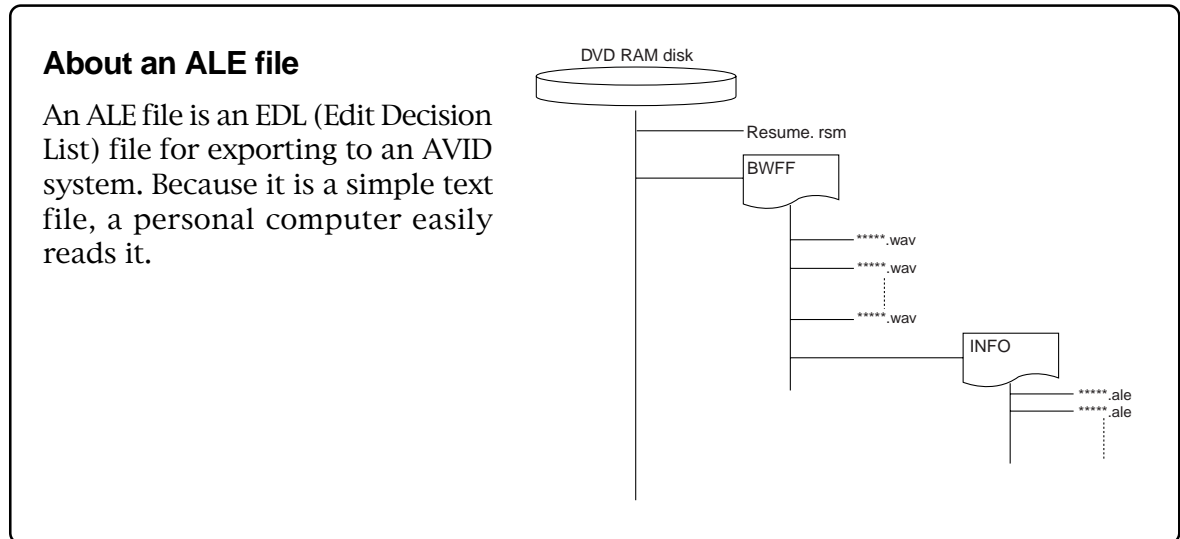 About an ALE file
An ALE file is an EDL (Edit Decision
List) file for exporting to an AVID
system. Because it is a simple text
file, a personal computer easily
reads it.
DVD RAM disk
Resume. rsm
BWFF
*****.wav
*****.wav
*****.wav
INFO
*****.ale
*****.ale